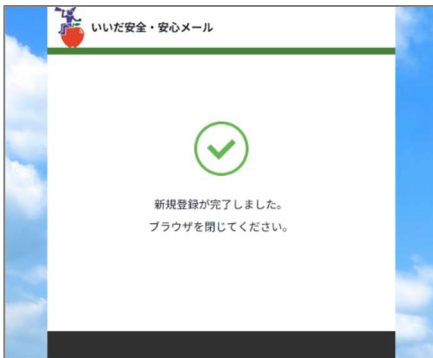 いいだ安全・安心メール
新規登録が完了しました。
ブラウザを閉じてください。